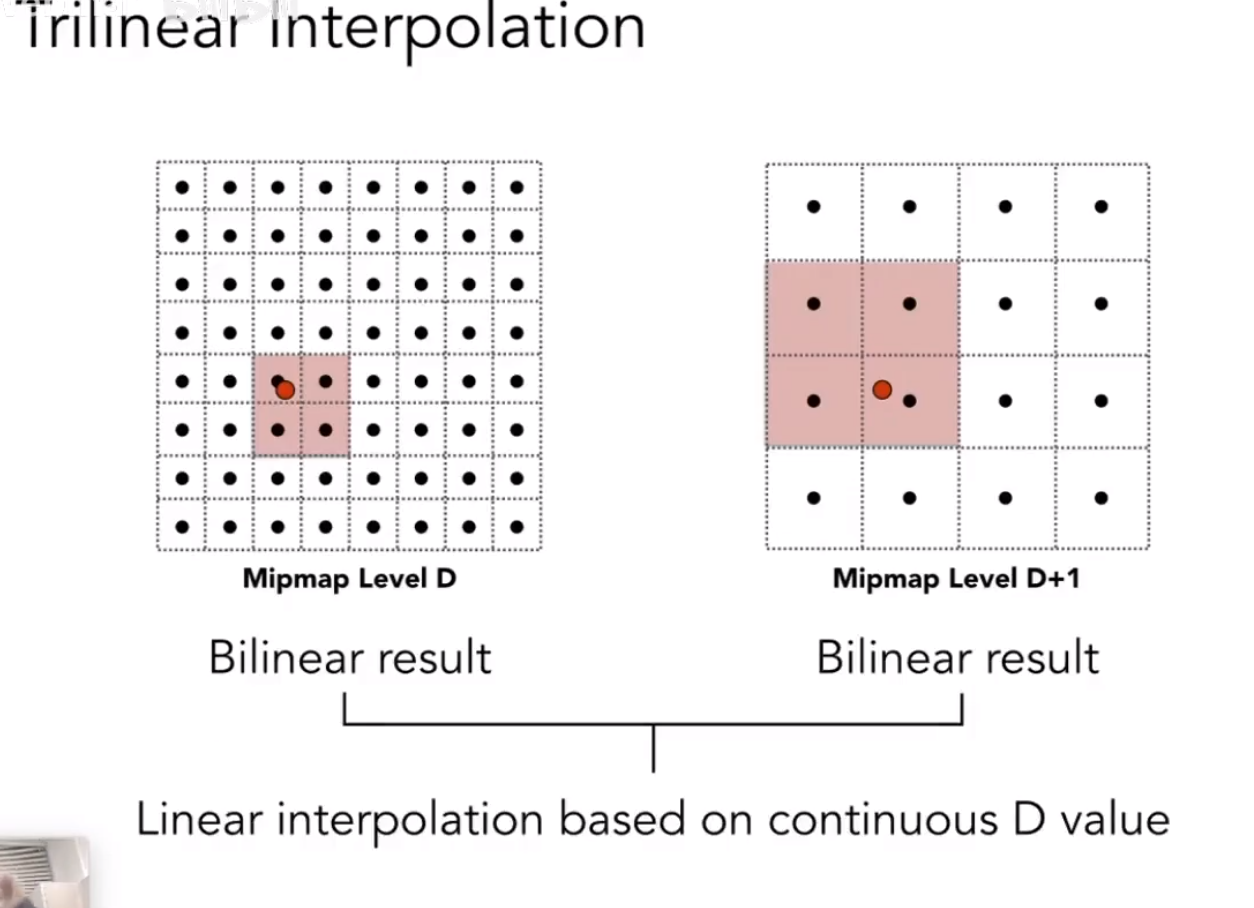 Trilinear Interpolation
Mipmap Level D
Mipmap Level D+1
Bilinear result
Bilinear result
Linear interpolation based on continuous D value